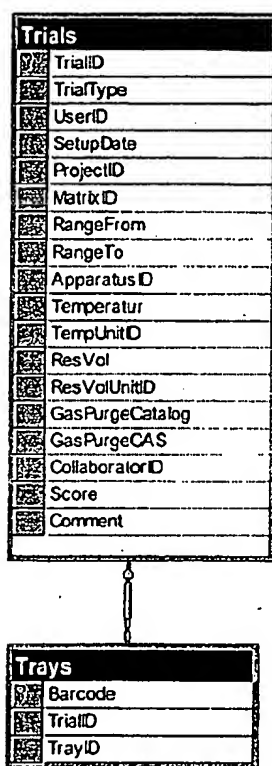 Trials
TrialID
TrialType
UserID
SetupDate
ProjectID
MatrixID
RangeFrom
RangeTo
ApparatusID
Temperatur
TempUnitID
ResVol
ResVolUnitID
GasPurgeCatalog
GasPurgeCAS
CollaboratorID
Score
Comment
Trays
Barcode
TrialID
TrayID